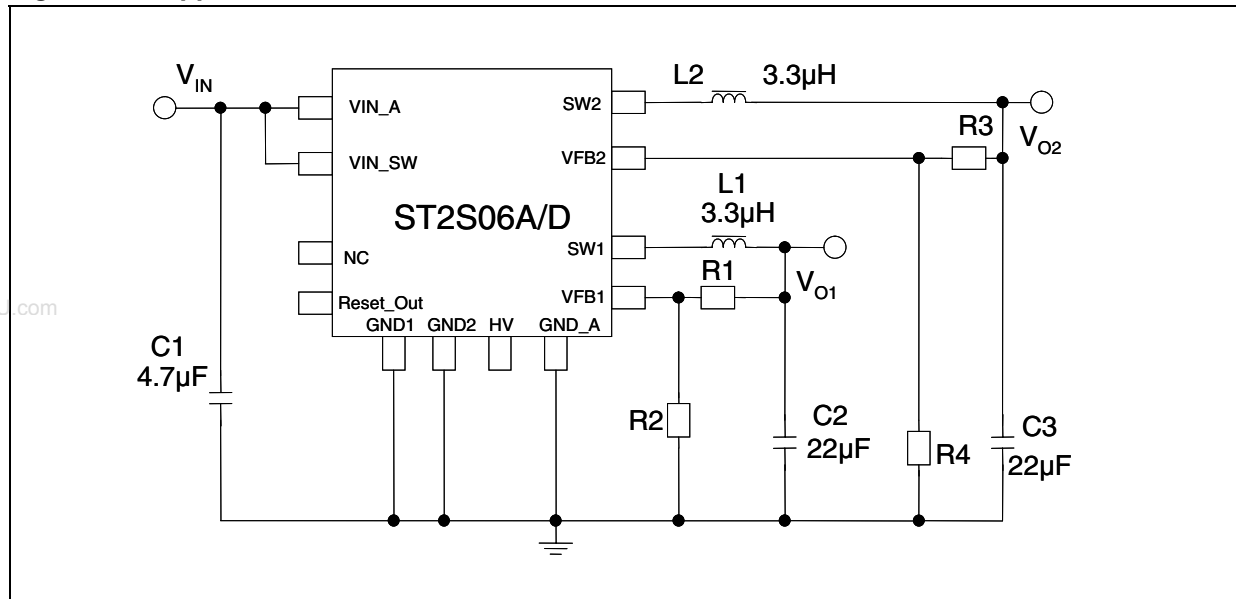 V_IN
VIN_A
VIN_SW
NC
Reset_Out
GND1
GND2
HV
GND_A
SW2
VFB2
SW1
VFB1
ST2S06A/D
L2
3.3µH
R3
V_O2
L1
3.3µH
R1
V_O1
C1
4.7µF
R2
C2
22µF
R4
C3
22µF
J.com